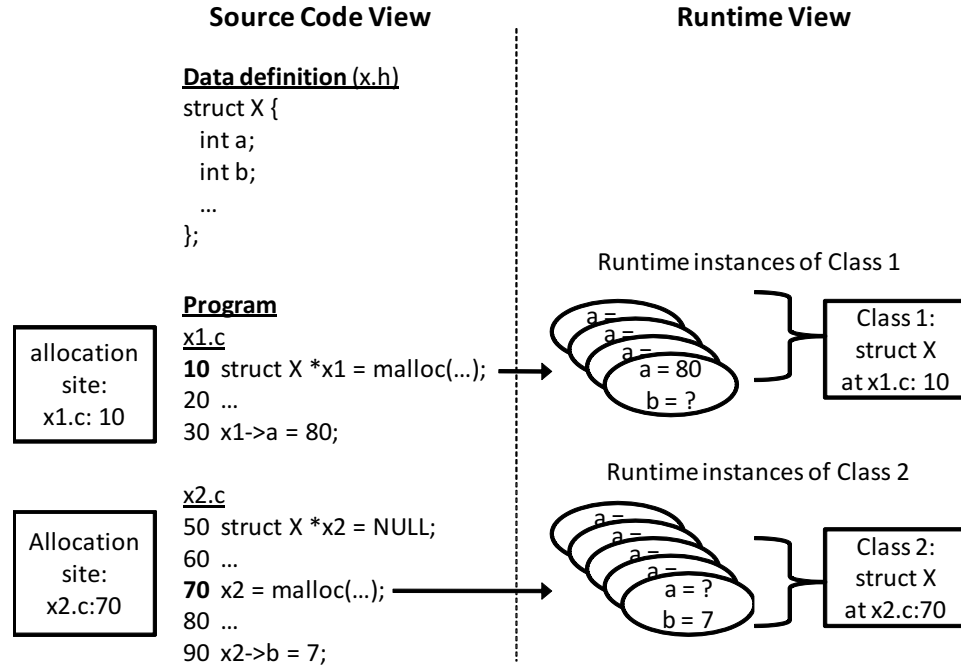 Source Code View
Runtime View
Data definition (x.h)
struct X {
int a;
int b;
...
};
Program
x1.c
10 struct X *x1 = malloc(...);
20 ...
30 x1->a = 80;
x2.c
50 struct X *x2 = NULL;
60 ...
70 x2 = malloc(...);
80 ...
90 x2->b = 7;
allocation
site:
x1.c: 10
Allocation
site:
x2.c:70
Runtime instances of Class 1
a =
a =
a =
a = 80
b = ?
Class 1:
struct X
at x1.c: 10
Runtime instances of Class 2
a =
a =
a =
a =
a = ?
b = 7
Class 2:
struct X
at x2.c:70